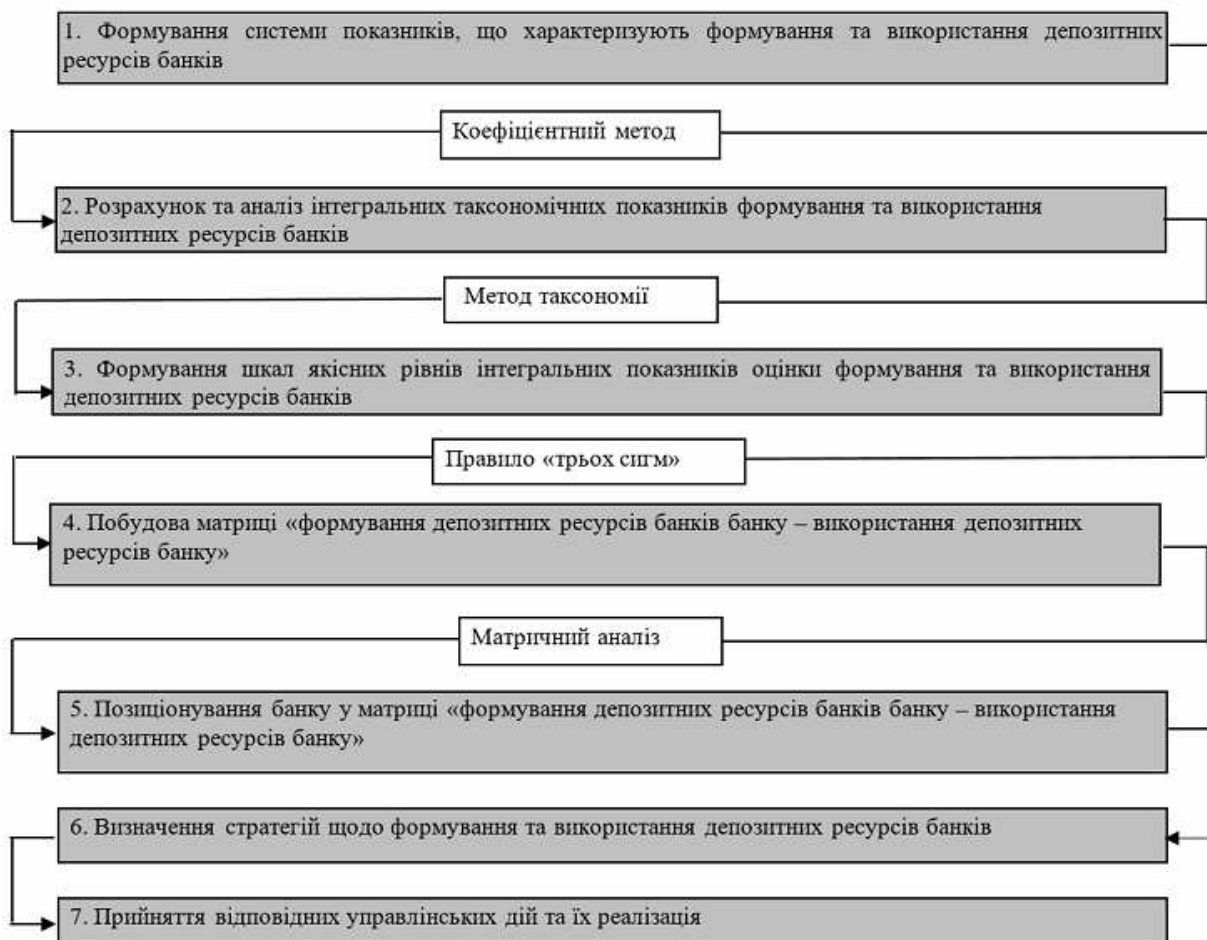 1. Формування системи показників, що характеризують формування та використання депозитних
ресурсів банків
Коефіцієнтний метод
2. Розрахунок та аналіз інтегральних таксономічних показників формування та використання
депозитних ресурсів банків
Метод таксономії
3. Формування шкал якісних рівнів інтегральних показників оцінки формування та використання
депозитних ресурсів банків
Правило «трьох сигм»
4. Побудова матриці «формування депозитних ресурсів банків банку – використання депозитних
ресурсів банку»
Матричний аналіз
5. Позиціонування банку у матриці «формування депозитних ресурсів банків банку – використання
депозитних ресурсів банку»
6. Визначення стратегій щодо формування та використання депозитних ресурсів банків
7. Прийняття відповідних управлінських дій та їх реалізація